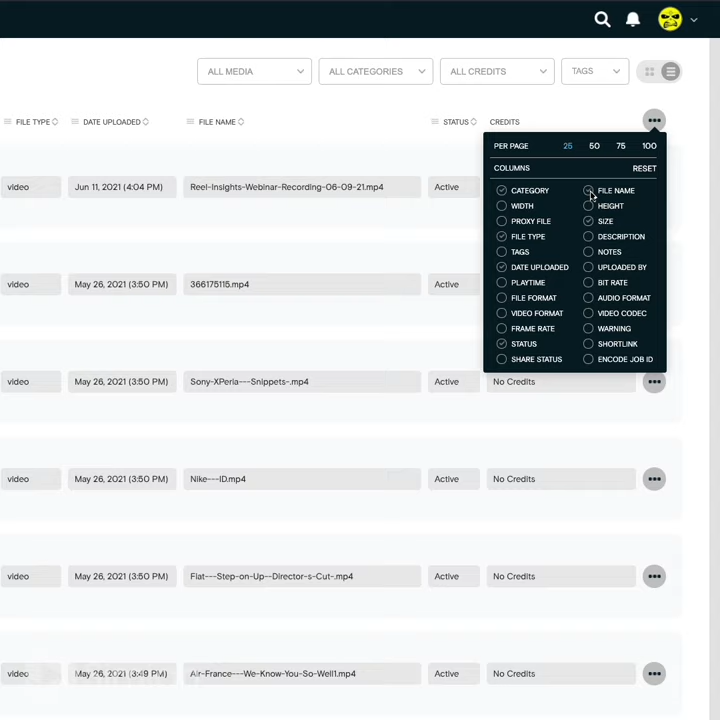 ALL MEDIA ALL CATEGORIES ALL CREDITS TAGS
FILE TYPE DATE UPLOADED FILE NAME STATUS CREDITS
PER PAGE 25 50 75 100
COLUMNS RESET
CATEGORY FILE NAME
WIDTH HEIGHT
PROXY FILE SIZE
FILE TYPE DESCRIPTION
TAGS NOTES
DATE UPLOADED UPLOADED BY
PLAYTIME BIT RATE
FILE FORMAT AUDIO FORMAT
VIDEO FORMAT VIDEO CODEC
FRAME RATE WARNING
STATUS SHORTLINK
SHARE STATUS ENCODE JOB ID
video Jun 11, 2021 (4:04 PM) Reel-Insights-Webinar-Recording-06-09-21.mp4 Active
video May 26, 2021 (3:50 PM) 366175115.mp4 Active
video May 26, 2021 (3:50 PM) Sony-XPeria---Snippets-.mp4 Active No Credits
video May 26, 2021 (3:50 PM) Nike---ID.mp4 Active No Credits
video May 26, 2021 (3:50 PM) Fiat---Step-on-Up--Director-s-Cut-.mp4 Active No Credits
video May 26, 2021 (3:49 PM) Air-France---We-Know-You-So-Well1.mp4 Active No Credits